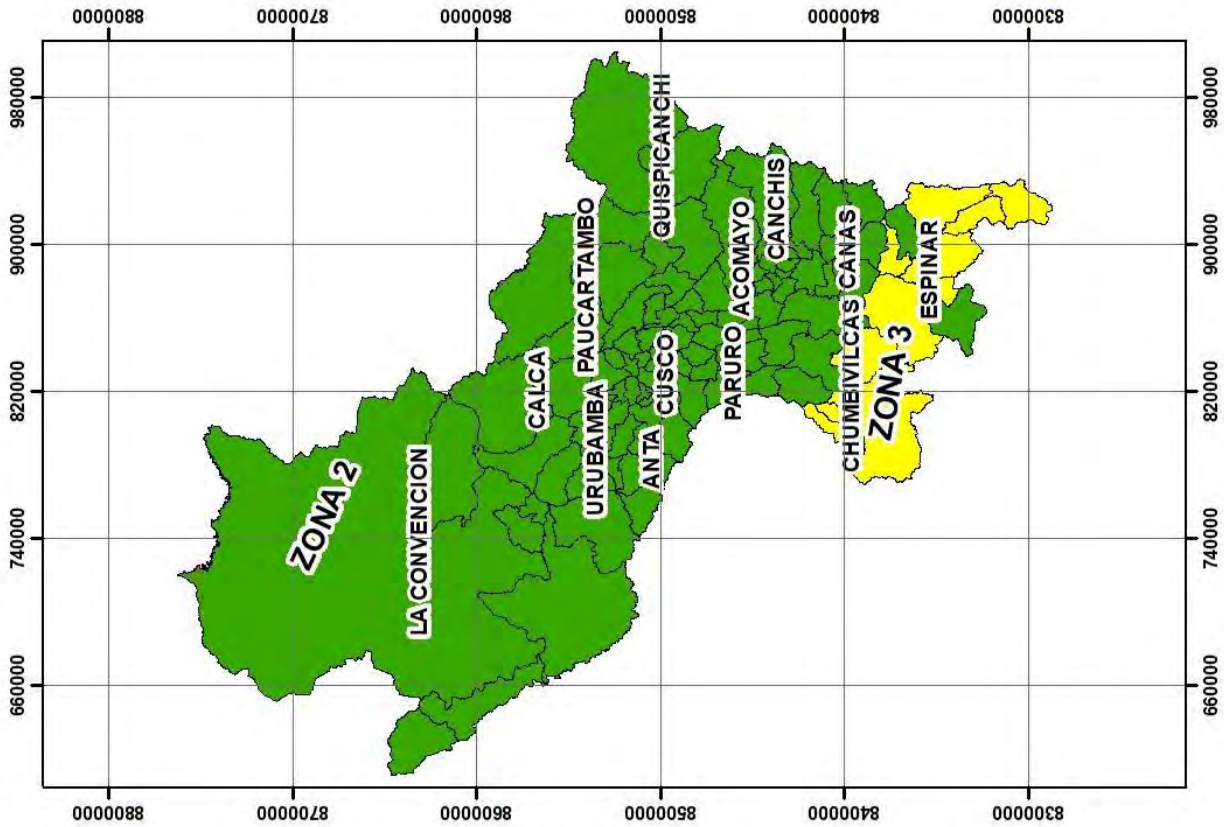 660000
740000
820000
900000
980000
8800000
8800000
8700000
8700000
ZONA 2
LA CONVENCION
8600000
8600000
CALCA
URUBAMBA
PAUCARTAMBO
ANTA
CUSCO
QUISPICANCHI
8500000
8500000
PARURO
ACOMAYO
CANCHIS
CHUMBIVILCAS
CANAS
8400000
8400000
ZONA 3
ESPINAR
8300000
8300000
660000
740000
820000
900000
980000